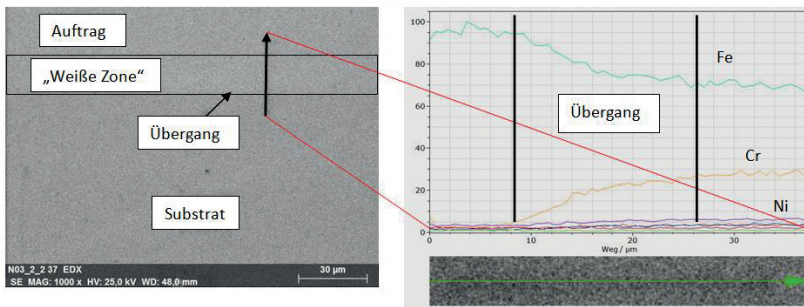 Auftrag
„Weiße Zone“
Übergang
Substrat
N03_2_2 37 EDX
SE MAG: 1000 x HV: 25,0 kV WD: 48,0 mm
30 µm
100
80
60
40
20
0
Fe
Übergang
Cr
Ni
0 10 20 30
Weg / µm